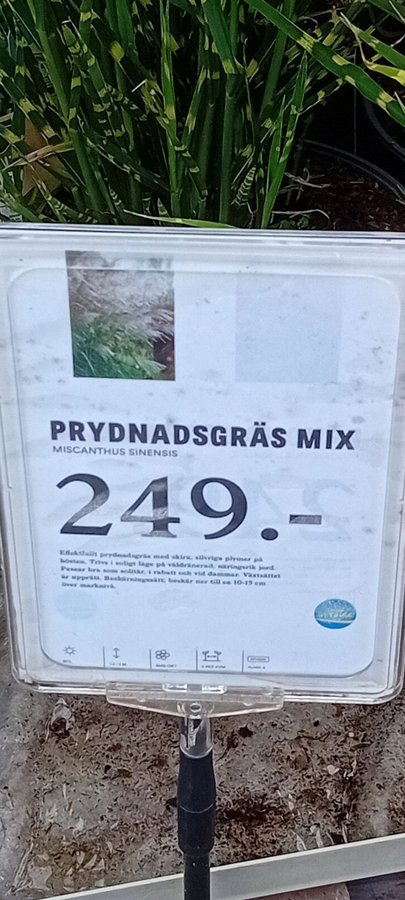 PRYDNADSGRÄS MIX
MISCANTHUS SINENSIS
249.-
Effektfullt prydnadsgräs med skira, silvriga plymer på
hösten. Trivs i soligt läge på väldränerad, näringsrik jord.
Passar bra som solitär, i rabatt och vid dammar. Växtsättet
är upprätt. Beskärningssätt; beskär ner till ca 10-15 cm
över marknivå.